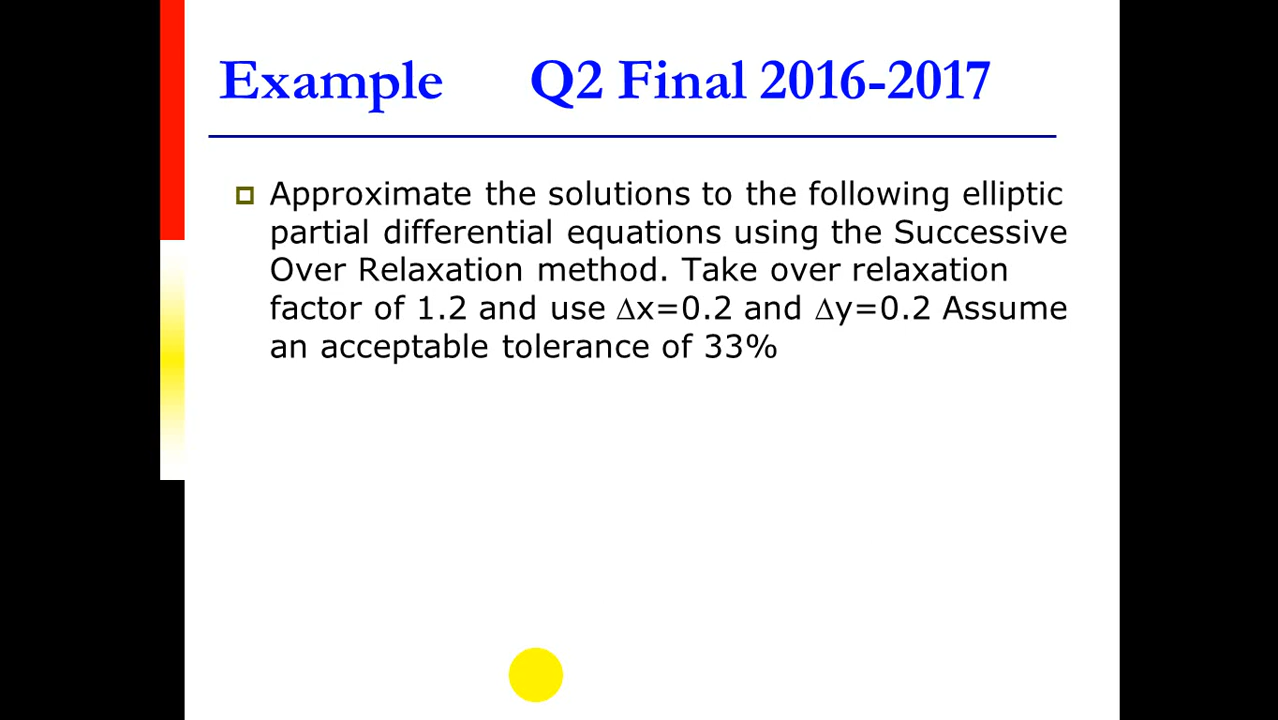 Example Q2 Final 2016-2017
Approximate the solutions to the following elliptic
partial differential equations using the Successive
Over Relaxation method. Take over relaxation
factor of 1.2 and use ∆x=0.2 and ∆y=0.2 Assume
an acceptable tolerance of 33%